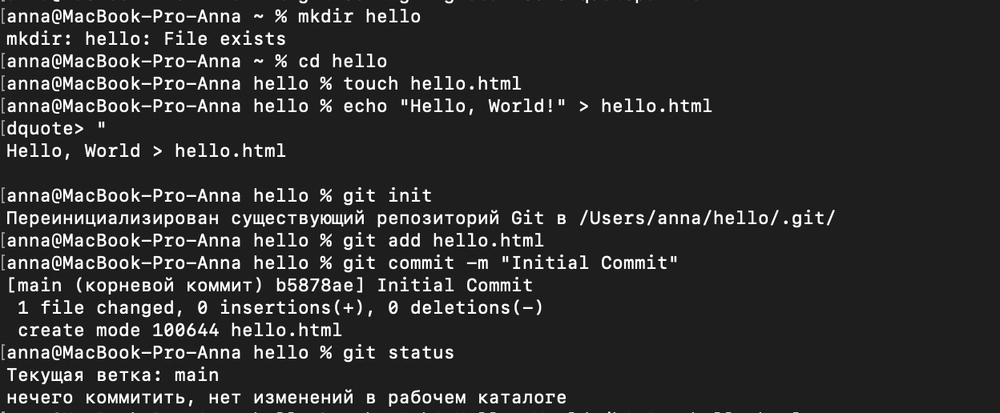 [anna@MacBook-Pro-Anna ~ % mkdir hello
mkdir: hello: File exists
[anna@MacBook-Pro-Anna ~ % cd hello
[anna@MacBook-Pro-Anna hello % touch hello.html
[anna@MacBook-Pro-Anna hello % echo "Hello, World!" > hello.html
[dquote> "
Hello, World > hello.html
[anna@MacBook-Pro-Anna hello % git init
Переинициализирован существующий репозиторий Git в /Users/anna/hello/.git/
[anna@MacBook-Pro-Anna hello % git add hello.html
[anna@MacBook-Pro-Anna hello % git commit -m "Initial Commit"
[main (корневой коммит) b5878ae] Initial Commit
1 file changed, 0 insertions(+), 0 deletions(-)
create mode 100644 hello.html
[anna@MacBook-Pro-Anna hello % git status
Текущая ветка: main
нечего коммитить, нет изменений в рабочем каталоге